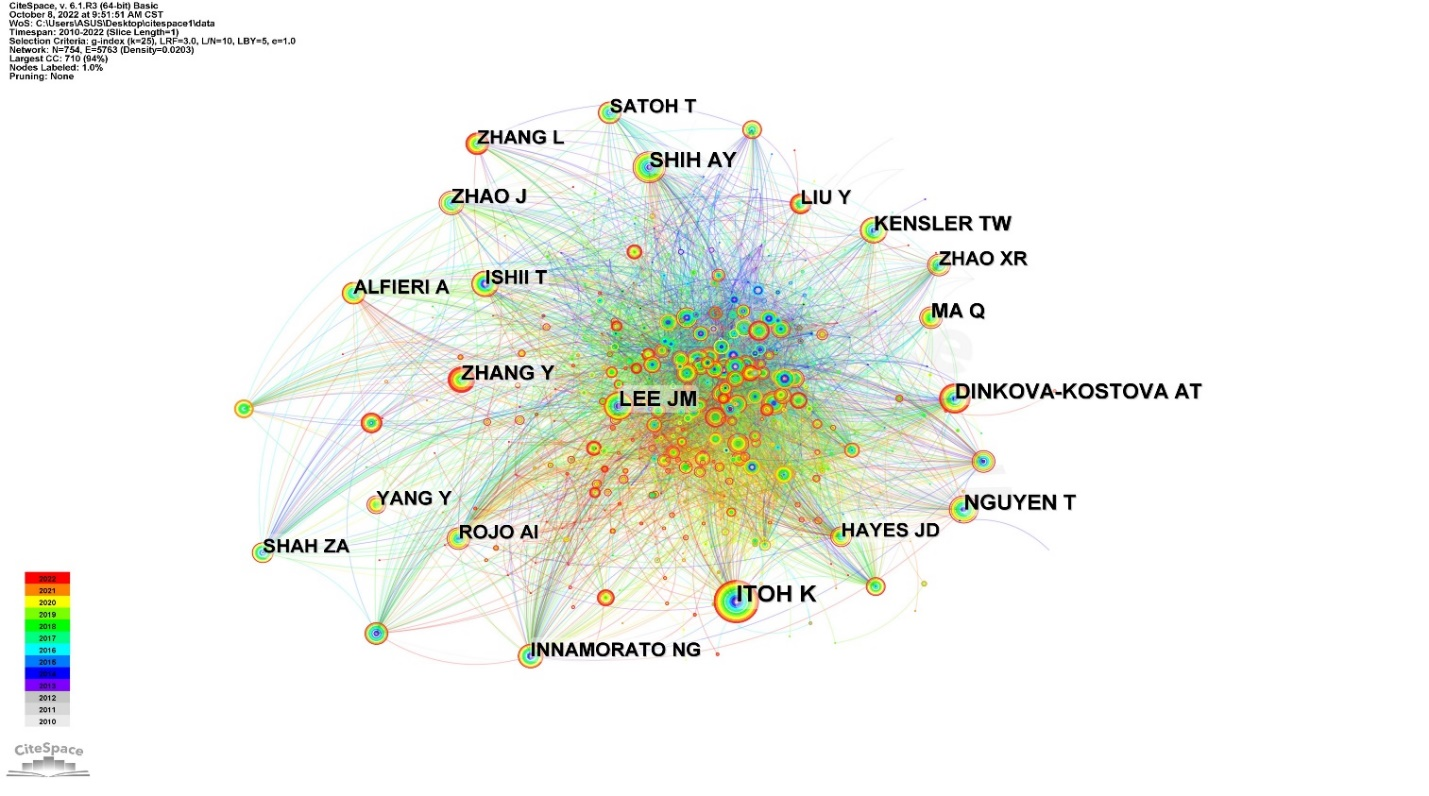 CiteSpace, v. 6.1.R3 (64-bit) Basic
October 8, 2022 at 9:51:51 AM CST
WoS: C:\Users\ASUS\Desktop\citespace1\data
Timespan: 2010-2022 (Slice Length=1)
Selection Criteria: g-index (k=25), LRF=3.0, L/N=10, LBY=5, e=1.0
Network: N=754, E=5763 (Density=0.0203)
Largest CC: 710 (94%)
Nodes Labeled: 1.0%
Pruning: None
SATOH T
ZHANG L
SHIH AY
ZHAO J
LIU Y
KENSLER TW
ZHAO XR
ISHII T
ALFIERI A
MA Q
ZHANG Y
DINKOVA-KOSTOVA AT
LEE JM
YANG Y
NGUYEN T
ROJO AI
HAYES JD
SHAH ZA
ITOH K
INNAMORATO NG
2022
2021
2020
2019
2018
2017
2016
2015
2013
2012
2011
2010
CiteSpace